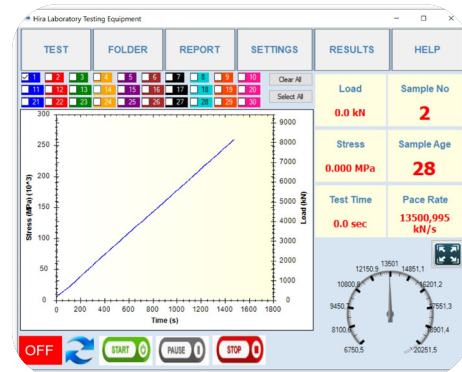 Hira Laboratory Testing Equipment
TEST FOLDER REPORT SETTINGS RESULTS HELP
1 2 3 4 5 6 7 8 9 10 Clear All
11 12 13 14 15 16 17 18 19 20
21 22 23 24 25 26 27 28 29 30 Select All
Load Sample No
0.0 kN 2
Stress Sample Age
0.000 MPa 28
Test Time Pace Rate
0.0 sec 13500,995
kN/s
Stress (MPa) (10^3)
300
250
200
150
100
50
0
9000
8000
7000
6000
5000
4000
3000
2000
1000
0
Load (kN)
0 200 400 600 800 1000 1200 1400 1600 1800
Time (s)
13501
12150,9 14851,1
10800,8 16201,2
9450,7 17551,3
8100,6 18901,4
6750,5 20251,5
OFF START PAUSE STOP